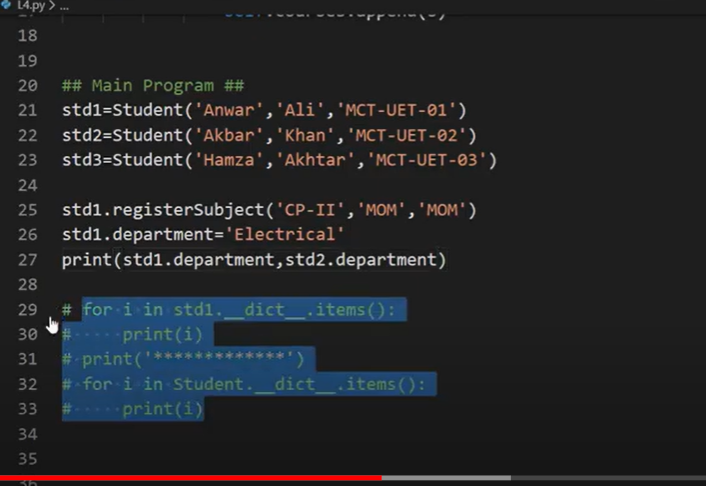 L4.py > ...
18
19
20 ## Main Program ##
21 std1=Student('Anwar','Ali','MCT-UET-01')
22 std2=Student('Akbar','Khan','MCT-UET-02')
23 std3=Student('Hamza','Akhtar','MCT-UET-03')
24
25 std1.registerSubject('CP-II','MOM','MOM')
26 std1.department='Electrical'
27 print(std1.department,std2.department)
28
29 # for i in std1.__dict__.items():
30 #     print(i)
31 # print('*************')
32 # for i in Student.__dict__.items():
33 #     print(i)
34
35